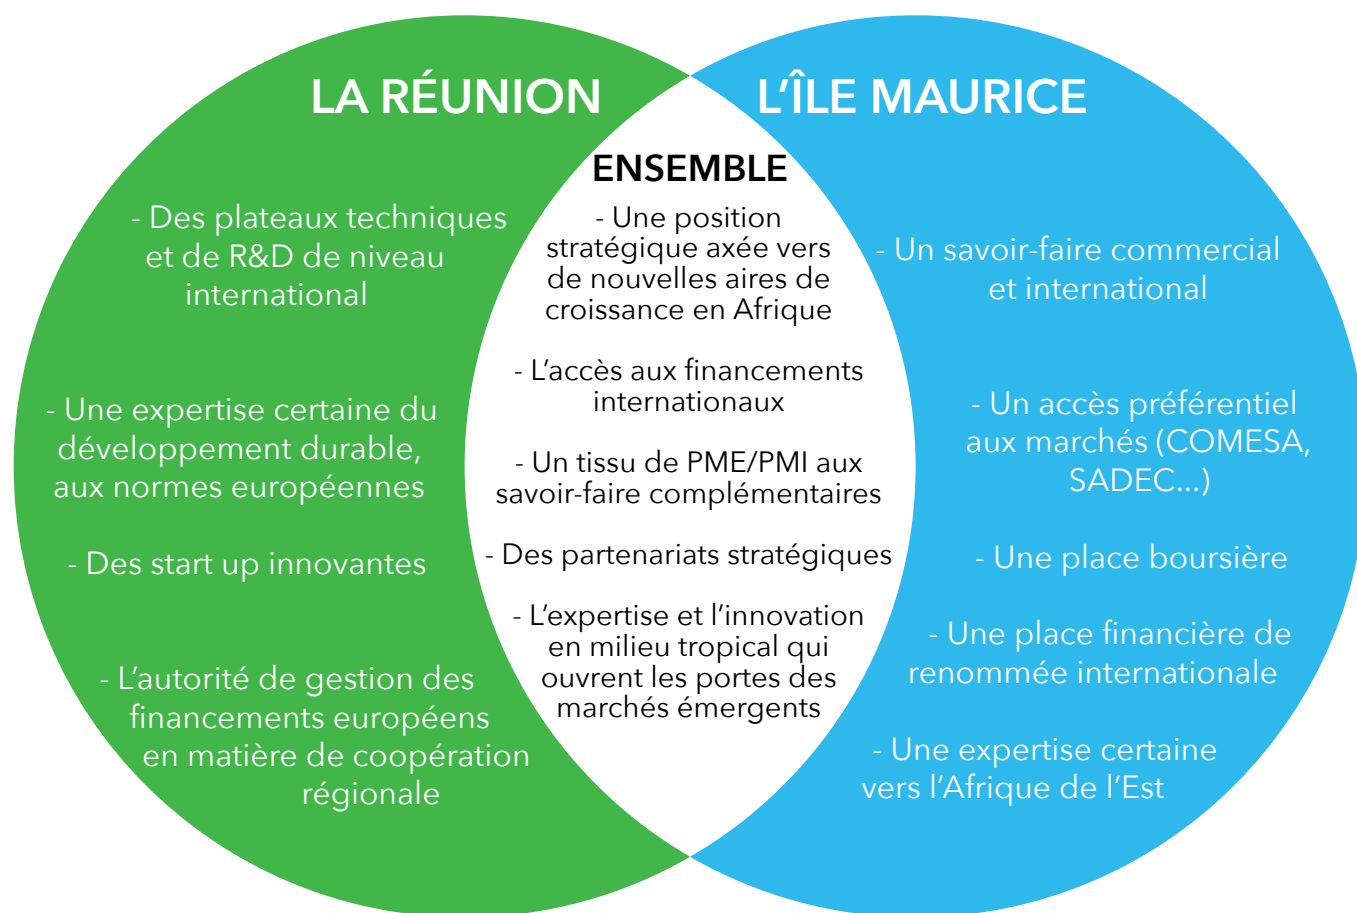 LA RÉUNION
- Des plateaux techniques
et de R&D de niveau
international
- Une expertise certaine du
développement durable,
aux normes européennes
- Des start up innovantes
- L’autorité de gestion des
financements européens
en matière de coopération
régionale
ENSEMBLE
- Une position
stratégique axée vers
de nouvelles aires de
croissance en Afrique
- L’accès aux financements
internationaux
- Un tissu de PME/PMI aux
savoir-faire complémentaires
- Des partenariats stratégiques
- L’expertise et l’innovation
en milieu tropical qui
ouvrent les portes des
marchés émergents
L’ÎLE MAURICE
- Un savoir-faire commercial
et international
- Un accès préférentiel
aux marchés (COMESA,
SADEC...)
- Une place boursière
- Une place financière de
renommée internationale
- Une expertise certaine
vers l’Afrique de l’Est